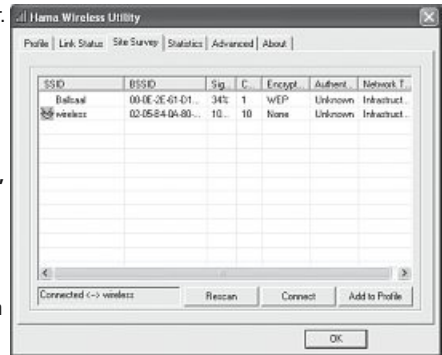 r.
Hama Wireless Utility
Profile Link Status Site Survey Statistics Advanced About
SSID BSSID Sig... C... Encrypt... Authent... Network T...
Ballsaal 00-0E-2E-61-D1... 34% 1 WEP Unknown Infrastruct...
wireless 02-05-B4-0A-80-... 10... 10 None Unknown Infrastruct...
Connected <-> wireless Rescan Connect Add to Profile
OK